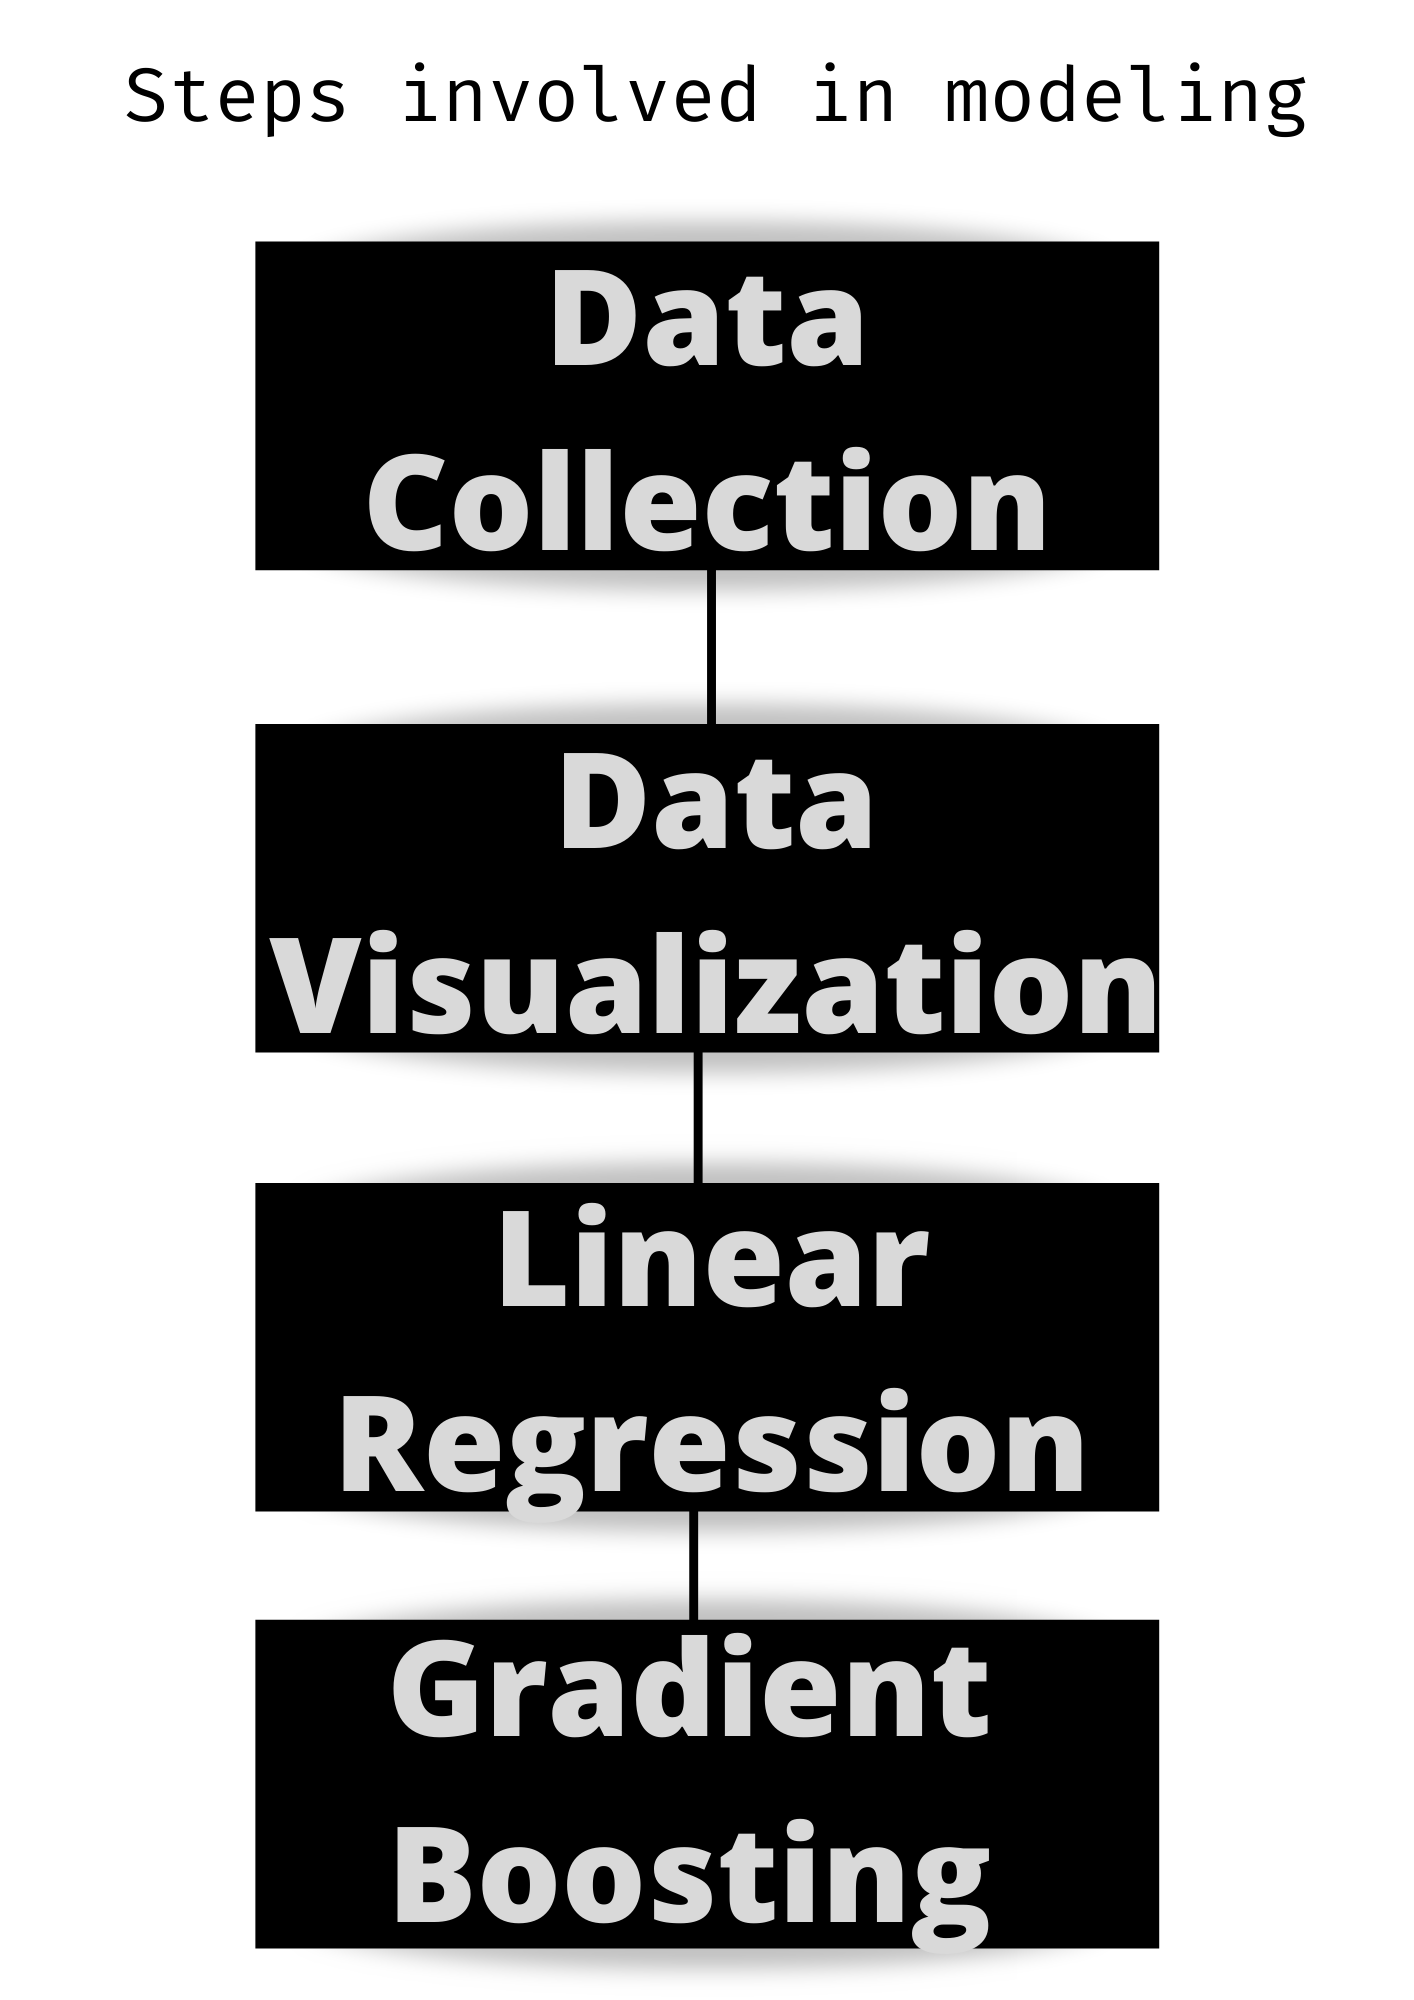 Steps involved in modeling
Data
Collection
Data
Visualization
Linear
Regression
Gradient
Boosting